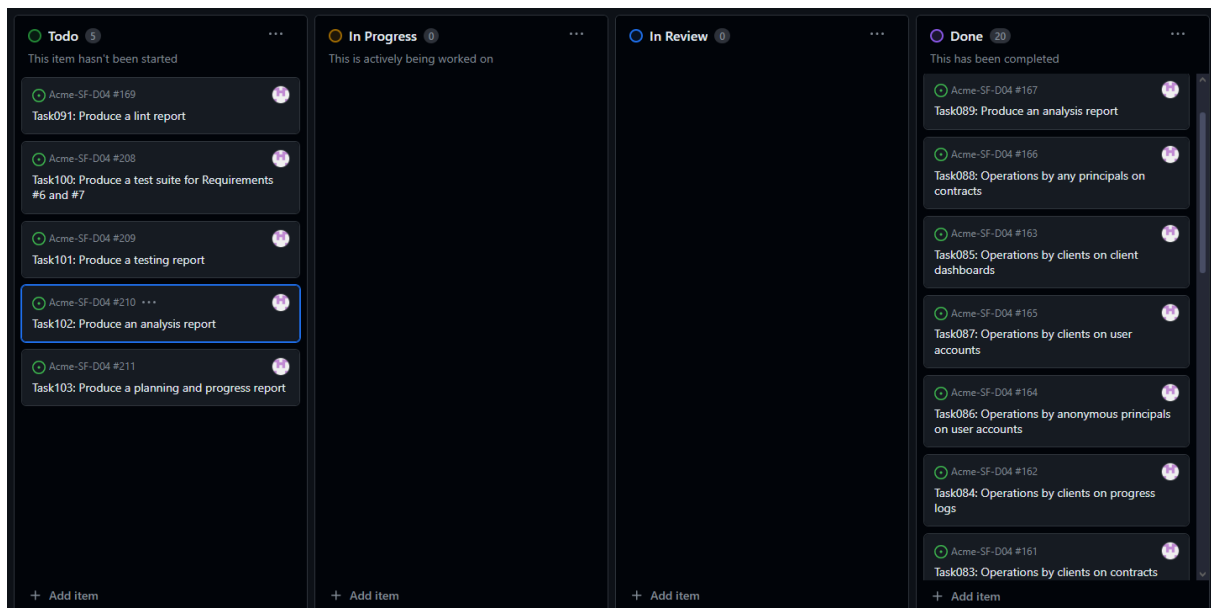 Todo 5
This item hasn't been started
Acme-SF-D04 #169
Task091: Produce a lint report
Acme-SF-D04 #208
Task100: Produce a test suite for Requirements
#6 and #7
Acme-SF-D04 #209
Task101: Produce a testing report
Acme-SF-D04 #210
Task102: Produce an analysis report
Acme-SF-D04 #211
Task103: Produce a planning and progress report
+ Add item
In Progress 0
This is actively being worked on
+ Add item
In Review 0
+ Add item
Done 20
This has been completed
Acme-SF-D04 #167
Task089: Produce an analysis report
Acme-SF-D04 #166
Task088: Operations by any principals on
contracts
Acme-SF-D04 #163
Task085: Operations by clients on client
dashboards
Acme-SF-D04 #165
Task087: Operations by clients on user
accounts
Acme-SF-D04 #164
Task086: Operations by anonymous principals
on user accounts
Acme-SF-D04 #162
Task084: Operations by clients on progress
logs
Acme-SF-D04 #161
Task083: Operations by clients on contracts
+ Add item